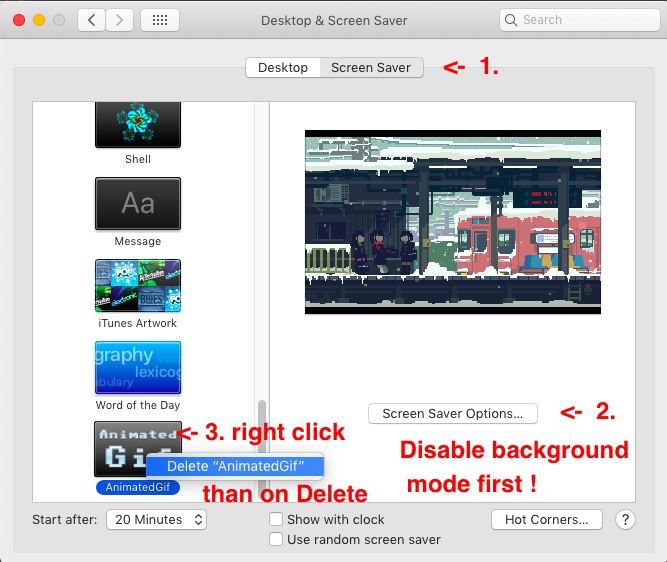 Desktop & Screen Saver
Search
Desktop
Screen Saver
<- 1.
Shell
Aa
Message
iTunes Artwork
ography
lexicog
abulary
Word of the Day
Animated
Gif
AnimatedGif
Screen Saver Options...
<- 2.
Disable background
mode first !
<- 3. right click
Delete “AnimatedGif”
than on Delete
Start after:
20 Minutes
Show with clock
Use random screen saver
Hot Corners...
?